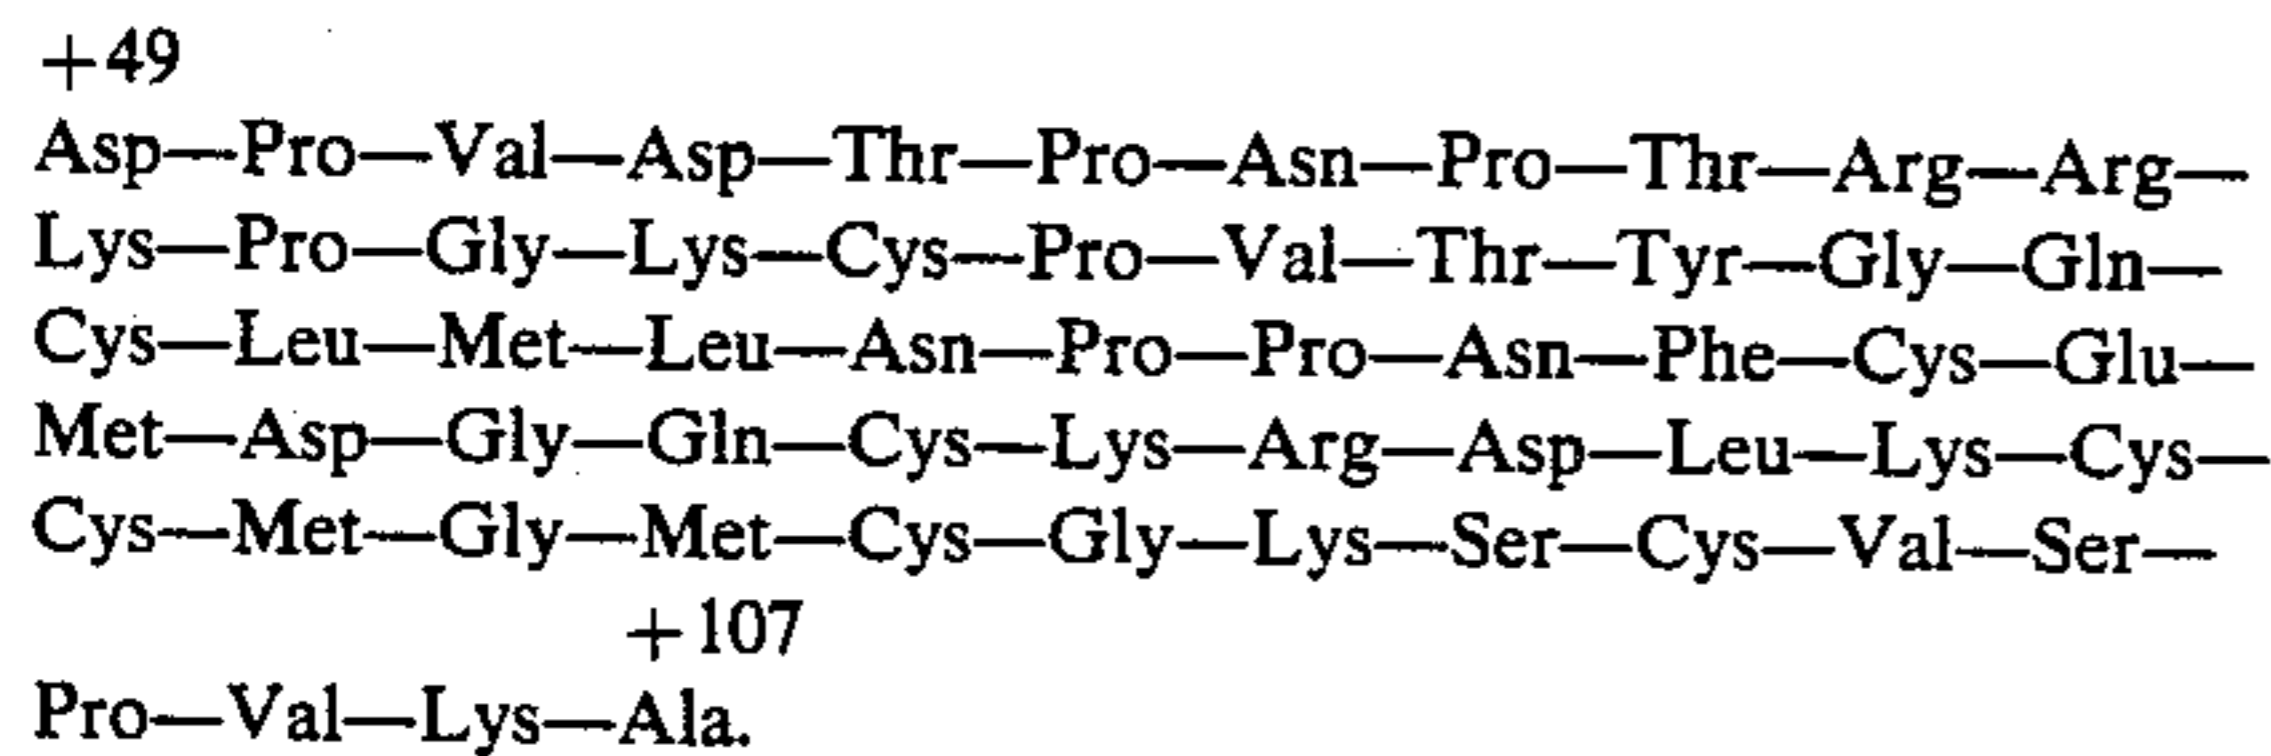 +49
Asp—Pro—Val—Asp—Thr—Pro—Asn—Pro—Thr—Arg—Arg—
Lys—Pro—Gly—Lys—Cys—Pro—Val—Thr—Tyr—Gly—Gln—
Cys—Leu—Met—Leu—Asn—Pro—Pro—Asn—Phe—Cys—Glu—
Met—Asp—Gly—Gln—Cys—Lys—Arg—Asp—Leu—Lys—Cys—
Cys—Met—Gly—Met—Cys—Gly—Lys—Ser—Cys—Val—Ser—
+107
Pro—Val—Lys—Ala.